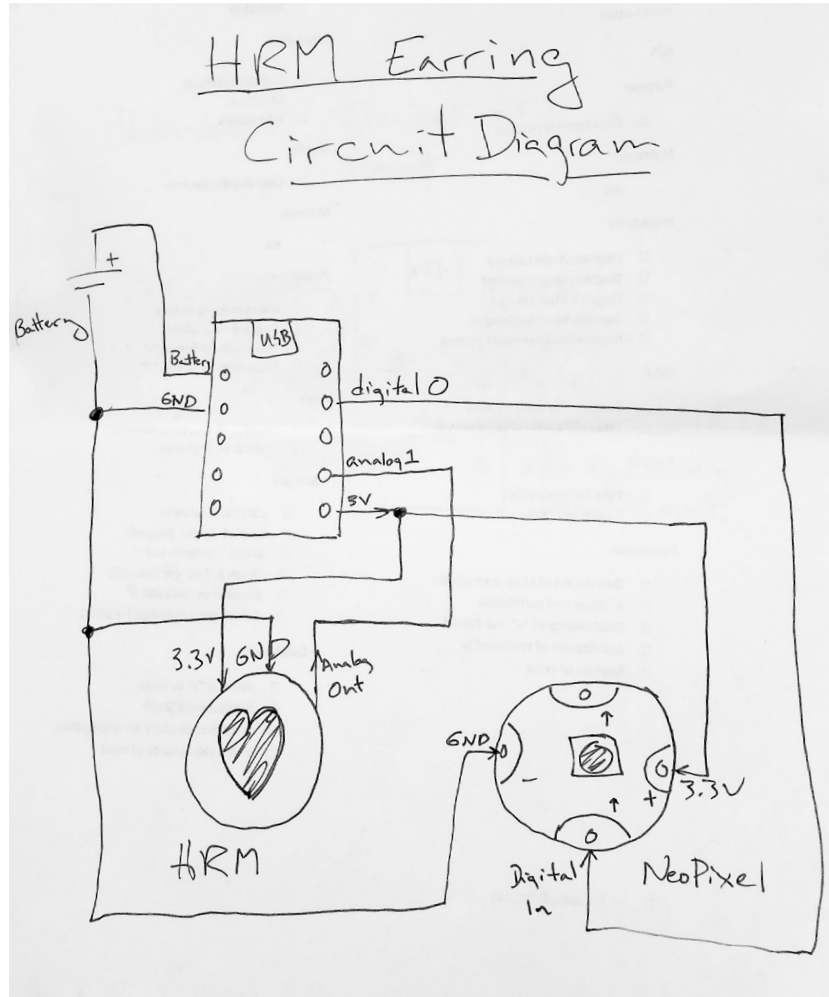 HRM Earring
Circuit Diagram
+
Battery
USB
Battery
GND
digital 0
analog 1
3V
3.3V
GND
Analog
Out
HRM
GND
-
+
3.3V
Digital
In
NeoPixel